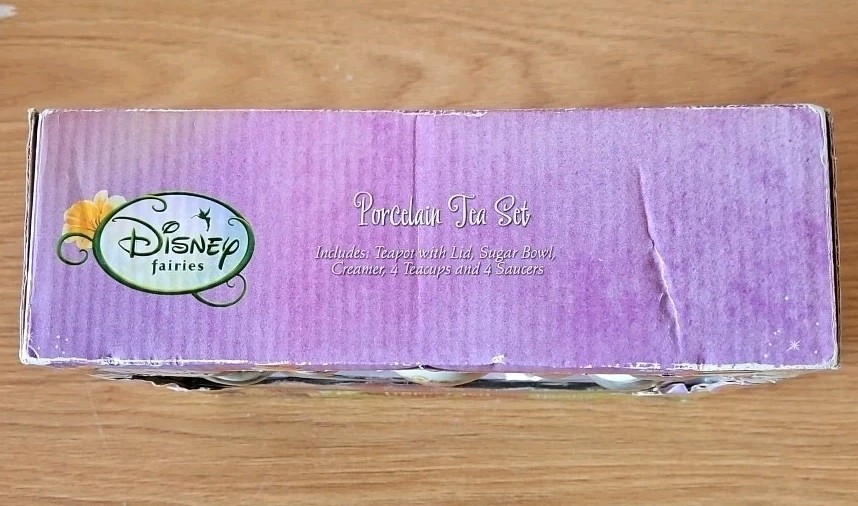 Disney
fairies
Porcelain Tea Set
Includes: Teapot with Lid, Sugar Bowl,
Creamer, 4 Teacups and 4 Saucers